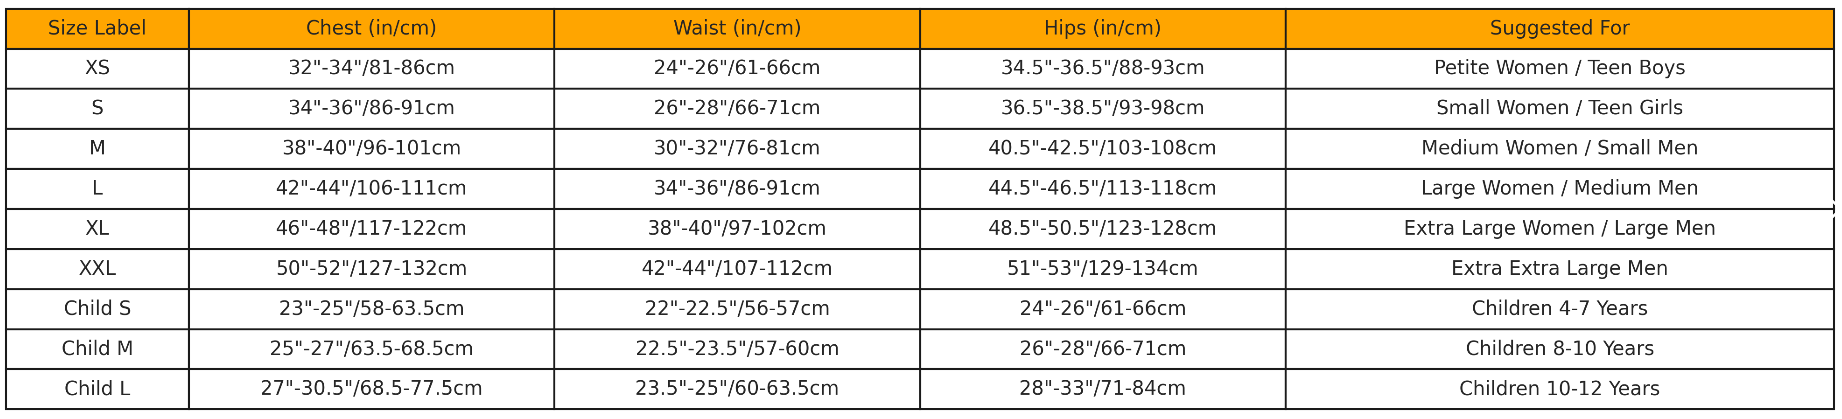 Size Label Chest (in/cm) Waist (in/cm) Hips (in/cm) Suggested For
XS 32"-34"/81-86cm 24"-26"/61-66cm 34.5"-36.5"/88-93cm Petite Women / Teen Boys
S 34"-36"/86-91cm 26"-28"/66-71cm 36.5"-38.5"/93-98cm Small Women / Teen Girls
M 38"-40"/96-101cm 30"-32"/76-81cm 40.5"-42.5"/103-108cm Medium Women / Small Men
L 42"-44"/106-111cm 34"-36"/86-91cm 44.5"-46.5"/113-118cm Large Women / Medium Men
XL 46"-48"/117-122cm 38"-40"/97-102cm 48.5"-50.5"/123-128cm Extra Large Women / Large Men
XXL 50"-52"/127-132cm 42"-44"/107-112cm 51"-53"/129-134cm Extra Extra Large Men
Child S 23"-25"/58-63.5cm 22"-22.5"/56-57cm 24"-26"/61-66cm Children 4-7 Years
Child M 25"-27"/63.5-68.5cm 22.5"-23.5"/57-60cm 26"-28"/66-71cm Children 8-10 Years
Child L 27"-30.5"/68.5-77.5cm 23.5"-25"/60-63.5cm 28"-33"/71-84cm Children 10-12 Years